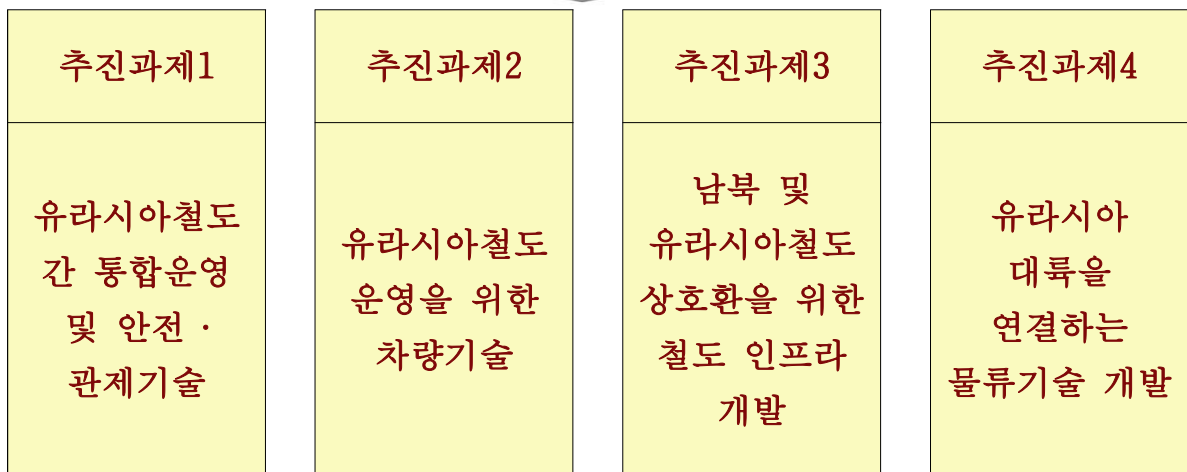 추진과제1
유라시아철도
간 통합운영
및 안전·
관제기술
추진과제2
유라시아철도
운영을 위한
차량기술
추진과제3
남북 및
유라시아철도
상호환을 위한
철도 인프라
개발
추진과제4
유라시아
대륙을
연결하는
물류기술 개발